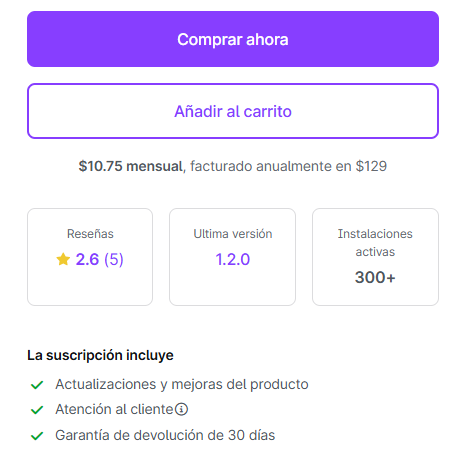 Comprar ahora
Añadir al carrito
$10.75 mensual, facturado anualmente en $129
Reseñas
2.6 (5)
Ultima versión
1.2.0
Instalaciones
activas
300+
La suscripción incluye
Actualizaciones y mejoras del producto
Atención al cliente
Garantía de devolución de 30 días